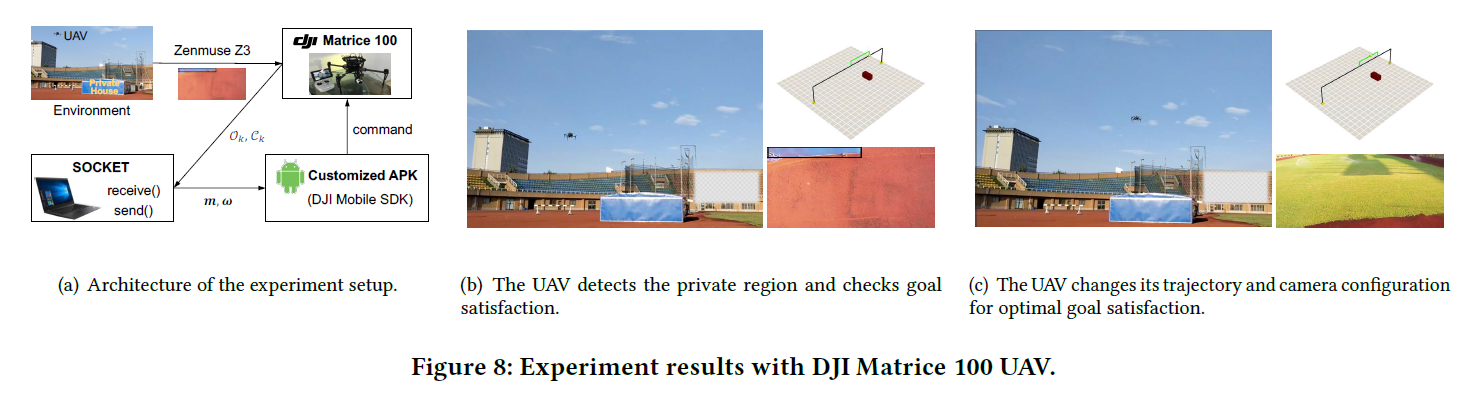 UAV
Zenmuse Z3
dji Matrice 100
Private
House
Environment
𝒪k, 𝒞k
command
SOCKET
receive()
send()
m, ω
Customized APK
(DJI Mobile SDK)
(a) Architecture of the experiment setup.
(b) The UAV detects the private region and checks goal
satisfaction.
(c) The UAV changes its trajectory and camera configuration
for optimal goal satisfaction.
Figure 8: Experiment results with DJI Matrice 100 UAV.